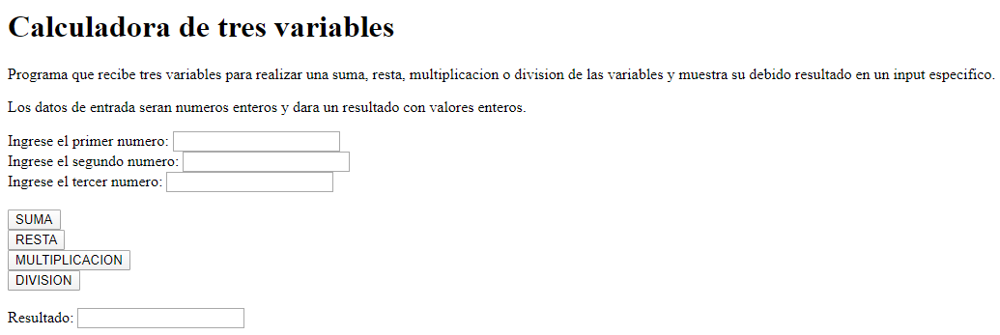 Calculadora de tres variables
Programa que recibe tres variables para realizar una suma, resta, multiplicacion o division de las variables y muestra su debido resultado en un input especifico.
Los datos de entrada seran numeros enteros y dara un resultado con valores enteros.
Ingrese el primer numero:
Ingrese el segundo numero:
Ingrese el tercer numero:
SUMA
RESTA
MULTIPLICACION
DIVISION
Resultado: